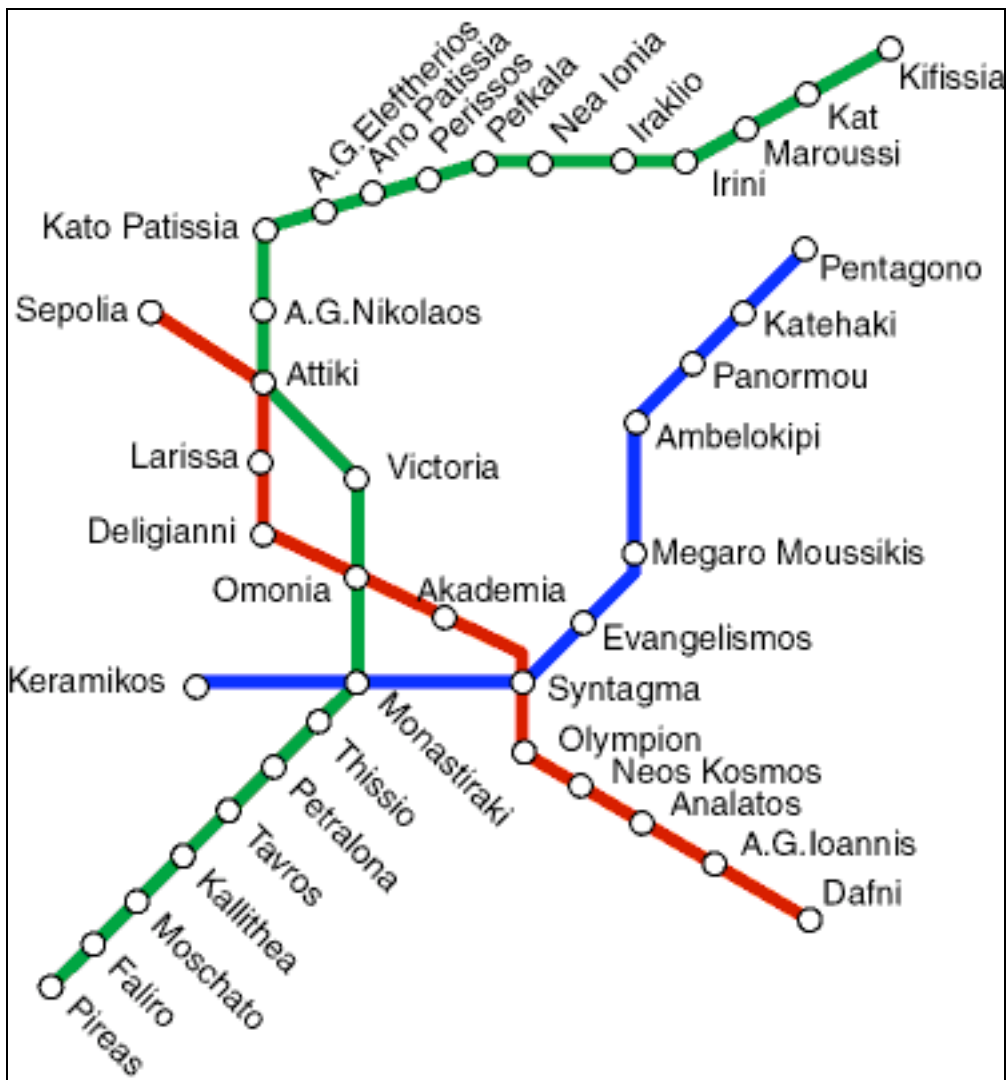 A.G.Eleftherios
Ano Patissia
Perissos
Pefkala
Nea Ionia
Iraklio
Kifissia
Kat
Maroussi
Irini
Kato Patissia
Pentagono
Sepolia
A.G.Nikolaos
Katehaki
Attiki
Panormou
Ambelokipi
Larissa
Victoria
Deligianni
Megaro Moussikis
Omonia
Akademia
Evangelismos
Keramikos
Syntagma
Monastiraki
Olympion
Thissio
Neos Kosmos
Petralona
Analatos
Tavros
A.G.Ioannis
Kallithea
Dafni
Moschato
Faliro
Pireas